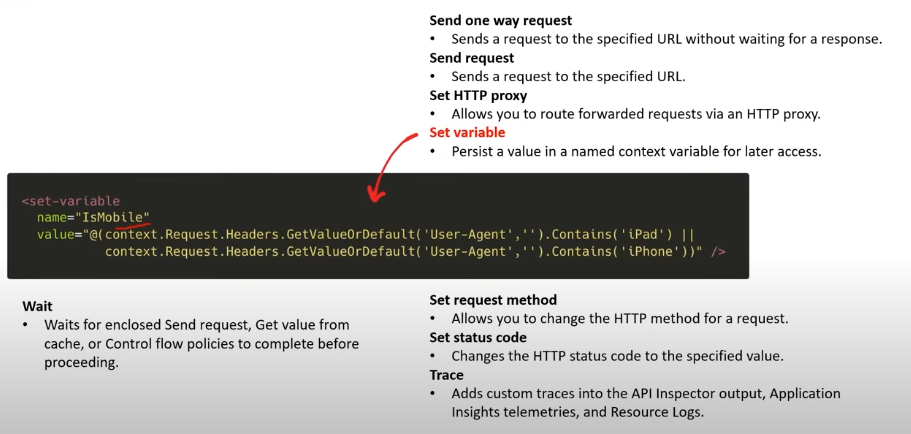 Send one way request
• Sends a request to the specified URL without waiting for a response.
Send request
• Sends a request to the specified URL.
Set HTTP proxy
• Allows you to route forwarded requests via an HTTP proxy.
Set variable
• Persist a value in a named context variable for later access.
<set-variable
name="IsMobile"
value="@(context.Request.Headers.GetValueOrDefault('User-Agent','').Contains('iPad') ||
context.Request.Headers.GetValueOrDefault('User-Agent','').Contains('iPhone'))" />
Wait
• Waits for enclosed Send request, Get value from
cache, or Control flow policies to complete before
proceeding.
Set request method
• Allows you to change the HTTP method for a request.
Set status code
• Changes the HTTP status code to the specified value.
Trace
• Adds custom traces into the API Inspector output, Application
Insights telemetries, and Resource Logs.